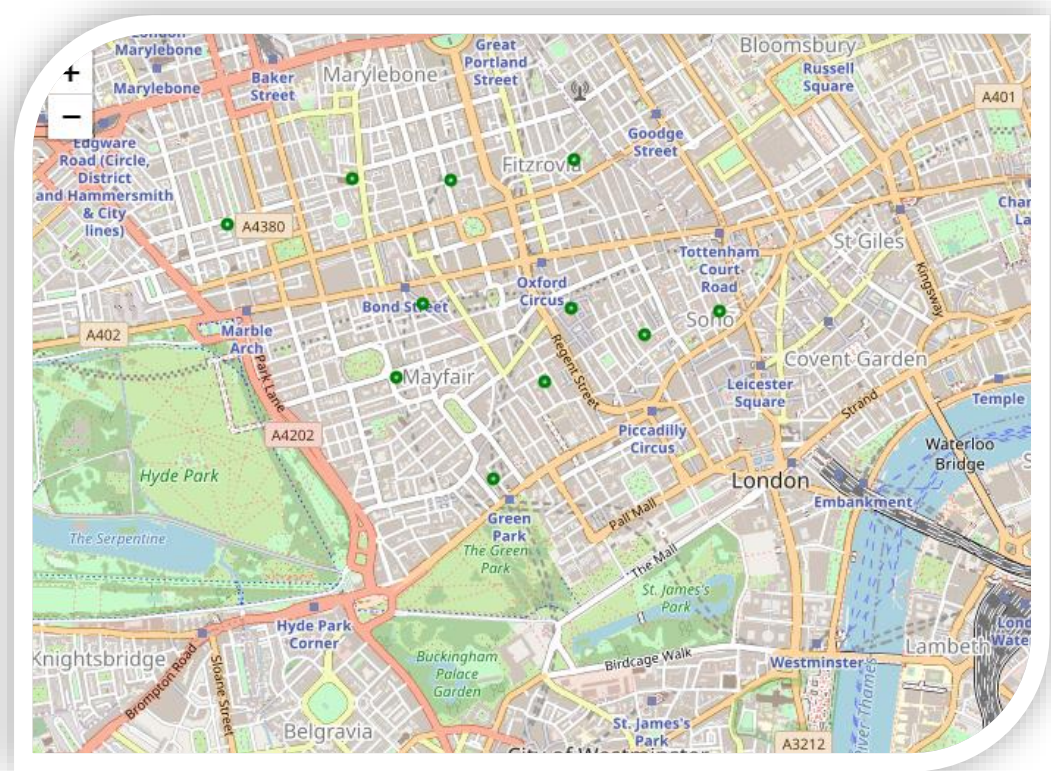 London
Marylebone
Marylebone
+
−
Baker
Street
Marylebone
Great
Portland
Street
Bloomsbury
Russell
Square
A401
Goodge
Street
Edgware
Road (Circle,
District
and Hammersmith
& City
lines)
Fitzrovia
A4380
St Giles
Tottenham
Court
Road
Kingsway
Oxford
Circus
Bond Street
Soho
A402
Marble
Arch
Park Lane
Regent Street
Mayfair
Covent Garden
Leicester
Square
Strand
Temple
A4202
Piccadilly
Circus
Waterloo
Bridge
Hyde Park
London
Embankment
Green
Park
Pall Mall
The Serpentine
The Green
Park
The Mall
St. James's
Park
Hyde Park
Corner
Knightsbridge
Brompton Road
Sloane Street
Buckingham
Palace
Garden
Birdcage Walk
Westminster
Lambeth
River Thames
Belgravia
St. James's
Park
A3212
City of Westminster